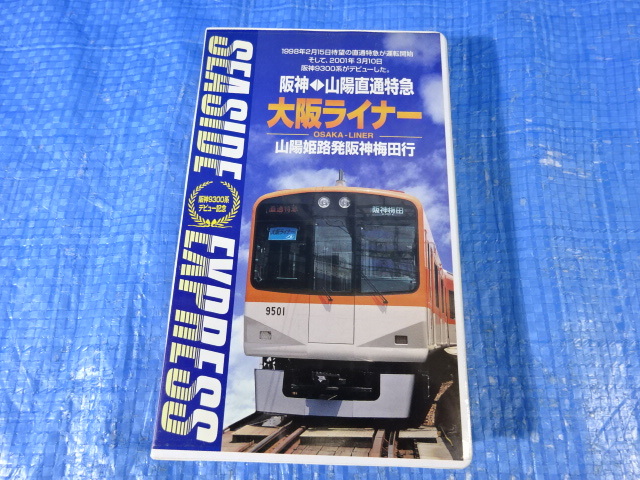 1998年2月15日待望の直通特急が運転開始
そして、2001年 3月10日
阪神9300系がデビューした。
阪神◀▶山陽直通特急
大阪ライナー
OSAKA-LINER
山陽姫路発阪神梅田行
SEASIDE EXPRESS
阪神9300系
デビュー記念
直通特急
阪神梅田
9501